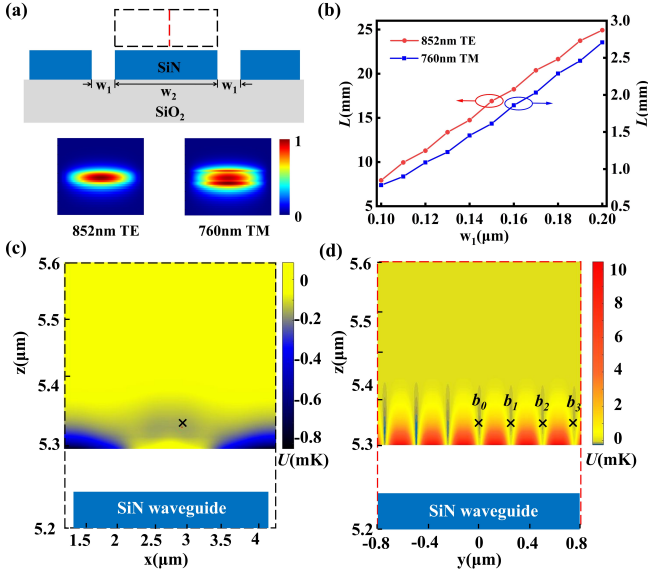 (a)
SiN
w1
w2
w1
SiO2
1
0
852nm TE
760nm TM
(b)
852nm TE
760nm TM
L(mm)
25
20
15
10
5
3.0
2.5
2.0
1.5
1.0
0.5
L(mm)
0.10 0.12 0.14 0.16 0.18 0.20
w1(μm)
(c)
z(μm)
5.6
5.5
5.4
5.3
5.2
0
-0.2
-0.4
-0.6
-0.8
U(mK)
SiN waveguide
1.5 2 2.5 3 3.5 4
x(μm)
(d)
z(μm)
5.6
5.5
5.4
5.3
5.2
b0 b1 b2 b3
10
8
6
4
2
0
U(mK)
SiN waveguide
-0.8 -0.4 0 0.4 0.8
y(μm)